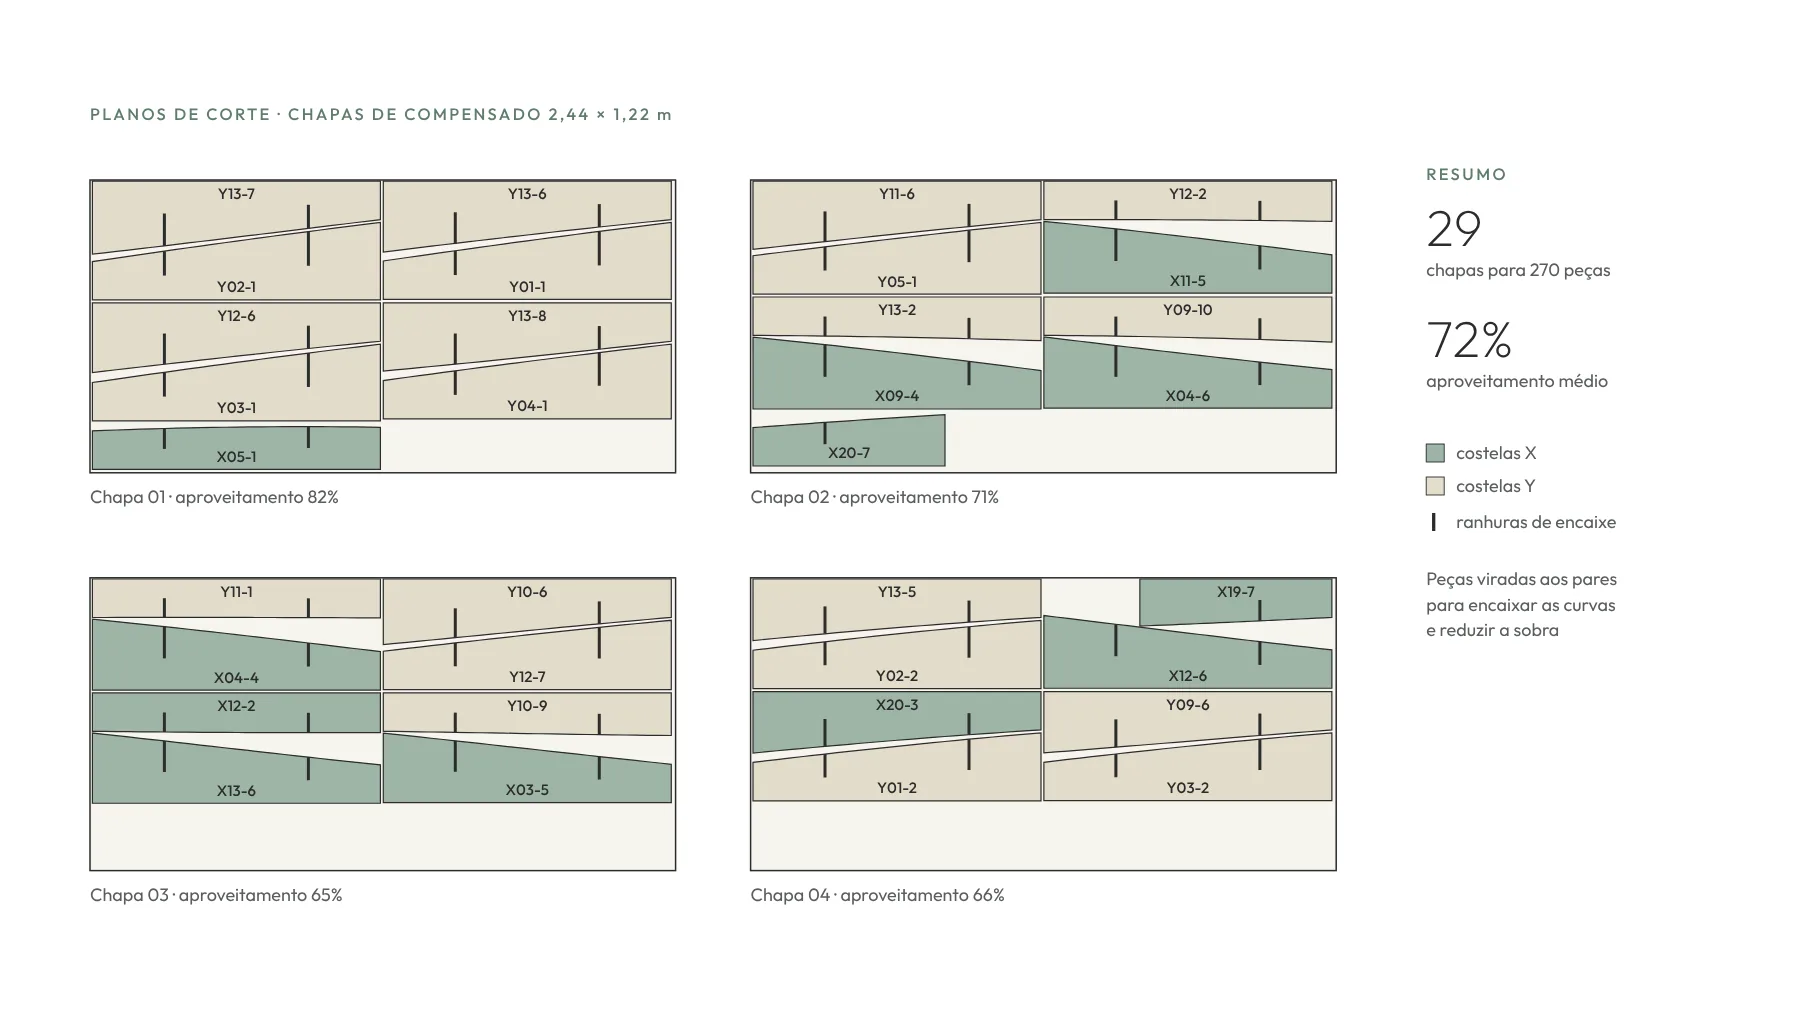 PLANOS DE CORTE · CHAPAS DE COMPENSADO 2,44 × 1,22 m
Y13-7
Y13-6
Y02-1
Y01-1
Y12-6
Y13-8
Y03-1
Y04-1
X05-1
Chapa 01 · aproveitamento 82%
Y11-6
Y12-2
Y05-1
X11-5
Y13-2
Y09-10
X09-4
X04-6
X20-7
Chapa 02 · aproveitamento 71%
Y11-1
Y10-6
X04-4
Y12-7
X12-2
Y10-9
X13-6
X03-5
Chapa 03 · aproveitamento 65%
Y13-5
X19-7
Y02-2
X12-6
X20-3
Y09-6
Y01-2
Y03-2
Chapa 04 · aproveitamento 66%
RESUMO
29
chapas para 270 peças
72%
aproveitamento médio
costelas X
costelas Y
ranhuras de encaixe
Peças viradas aos pares
para encaixar as curvas
e reduzir a sobra